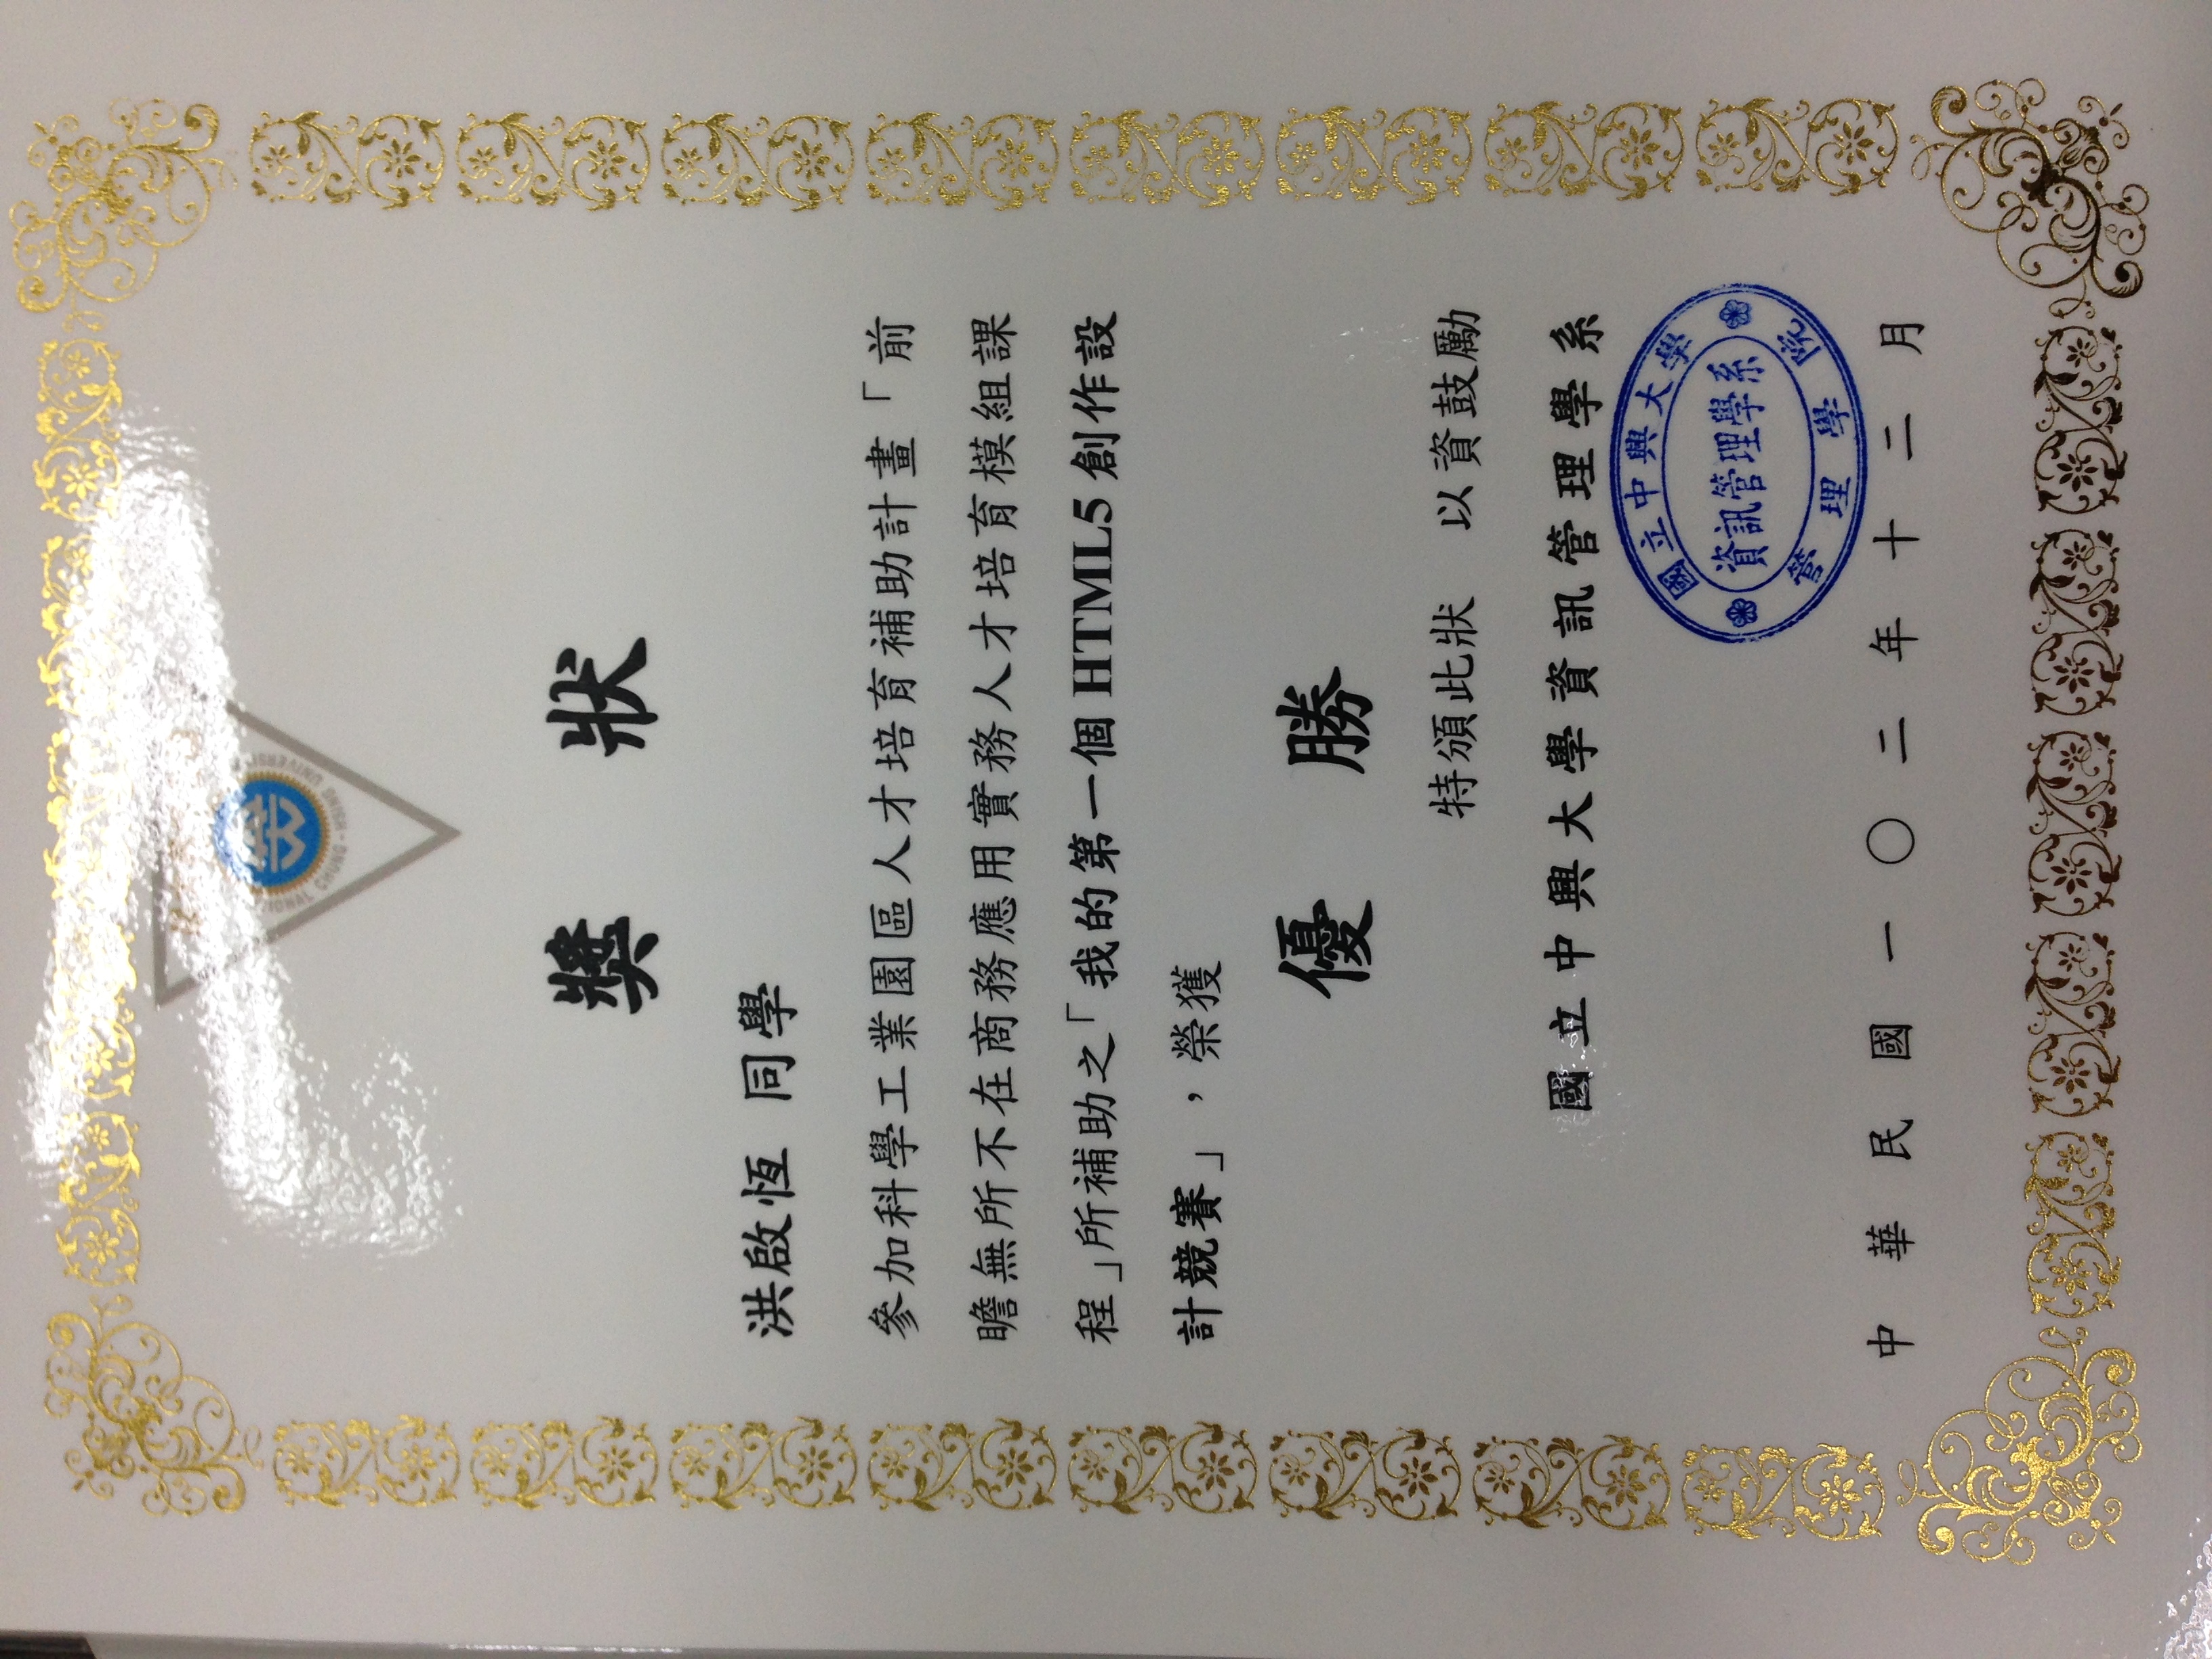 NATIONAL CHUNG-HSING UNIVERSITY
獎 狀
洪啟恆 同學
參加科學工業園區人才培育補助計畫「前
瞻無所不在商務應用實務人才培育模組課
程」所補助之「我的第一個 HTML5 創作設
計競賽」,榮獲
優 勝
特頒此狀 以資鼓勵
國立中興大學資訊管理學系
國立中興大學
資訊管理學系
管理學院
中華民國一〇二年十二月